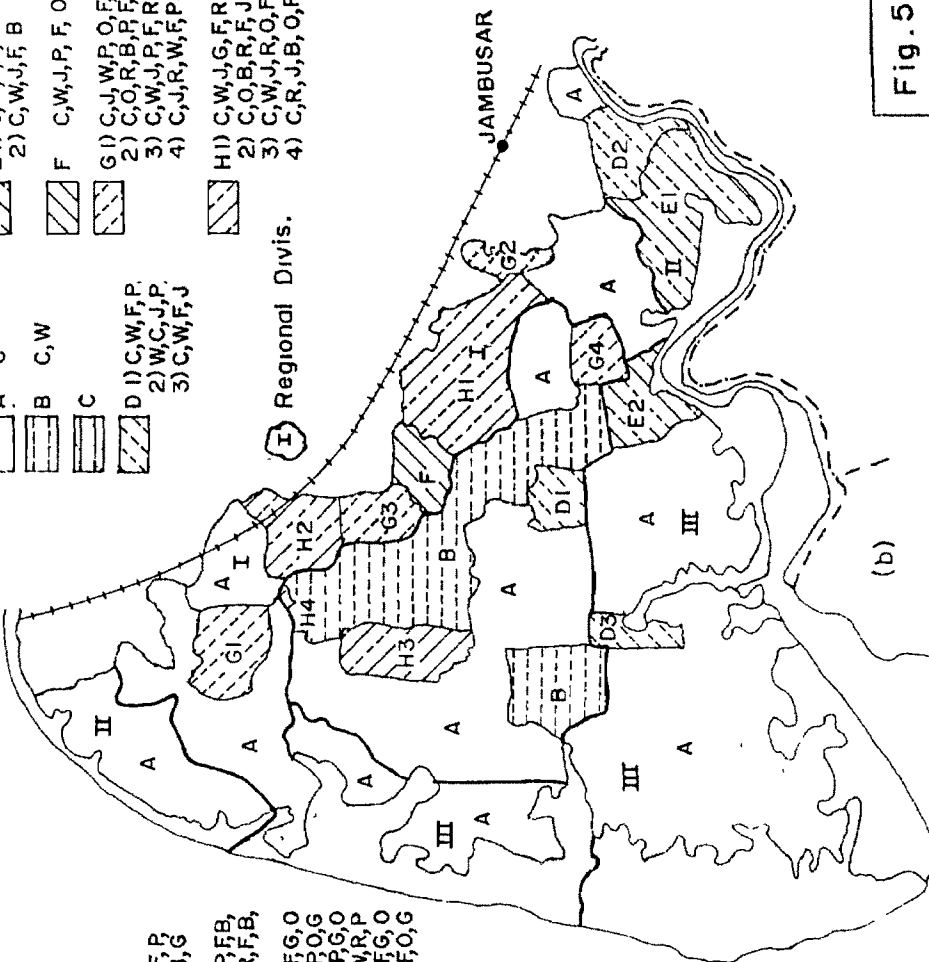 2) C,W,J,F,B
F C,W,J,P,F,O
G1) C,J,W,P,O,F,
2) C,O,R,B,P,F,
3) C,W,J,P,F,R
4) C,J,R,W,F,P
H1) C,W,J,G,F,R
2) C,O,B,R,F,J
3) C,W,J,R,O,F
4) C,R,J,B,O,F
B C,W
C
D1) C,W,F,P,
2) W,C,J,P,
3) C,W,F,J
I Regional Divis.
JAMBUSAR
A
D2
E1
II
G2
A
H1 I
A
G4
E2
F
G3
H2
A I
B
D1
A
A
III
H4
H3
G1
D3
B
A
II
A
A
A
III
A
III
A
P,O,G
P,G,O
W,R,P
F,G,O
F,O,G
(b)
Fig.5